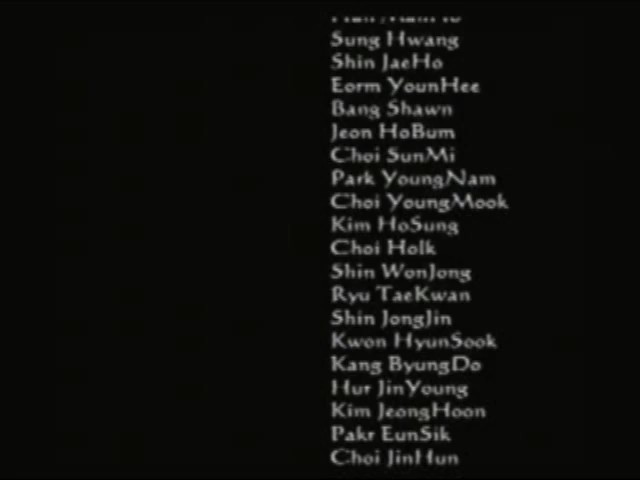 Sung Hwang
Shin JaeHo
Eorm YounHee
Bang Shawn
Jeon HoBum
Choi SunMi
Park YoungNam
Choi YoungMook
Kim HoSung
Choi Holk
Shin WonJong
Ryu TaeKwan
Shin JongJin
Kwon HyunSook
Kang ByungDo
Hur JinYoung
Kim JeongHoon
Pakr EunSik
Choi JinHun